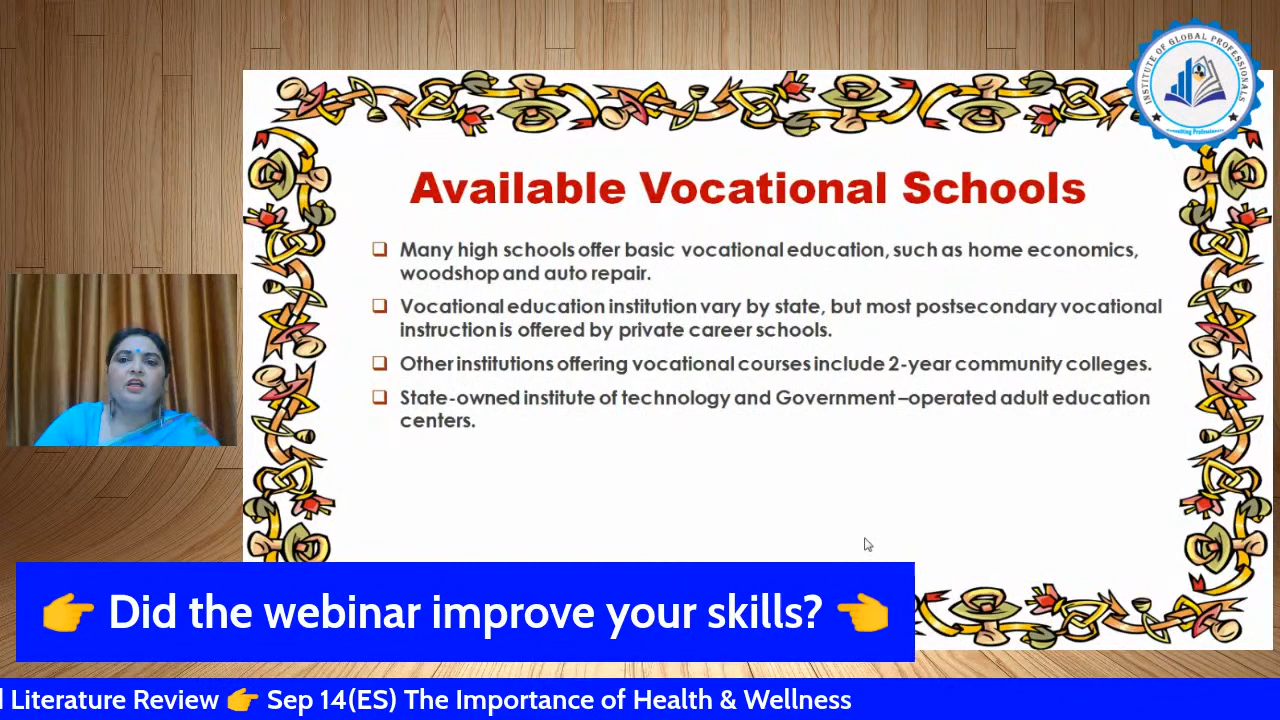 INSTITUTE OF GLOBAL PROFESSIONALS
Available Vocational Schools
Many high schools offer basic vocational education, such as home economics,
woodshop and auto repair.
Vocational education institution vary by state, but most postsecondary vocational
instruction is offered by private career schools.
Other institutions offering vocational courses include 2-year community colleges.
State-owned institute of technology and Government –operated adult education
centers.
👉 Did the webinar improve your skills? 👈
Literature Review 👉 Sep 14(ES) The Importance of Health & Wellness